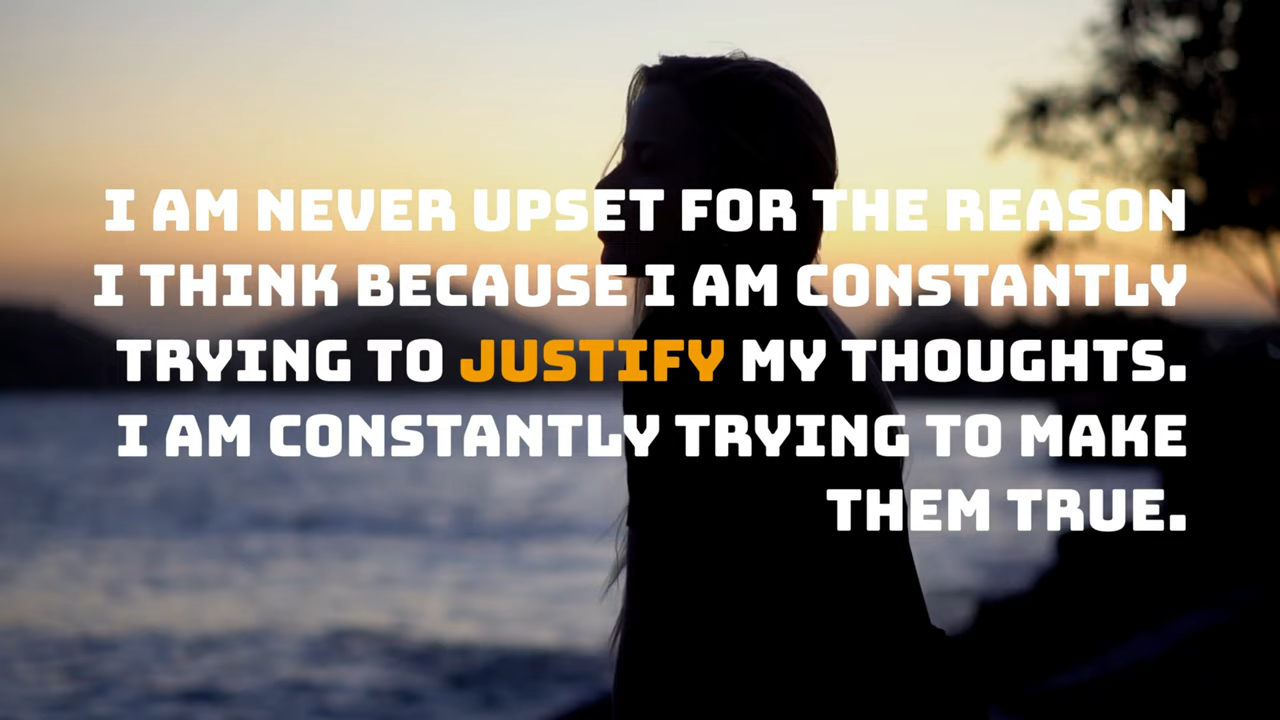 I AM NEVER UPSET FOR THE REASON
I THINK BECAUSE I AM CONSTANTLY
TRYING TO JUSTIFY MY THOUGHTS.
I AM CONSTANTLY TRYING TO MAKE
THEM TRUE.